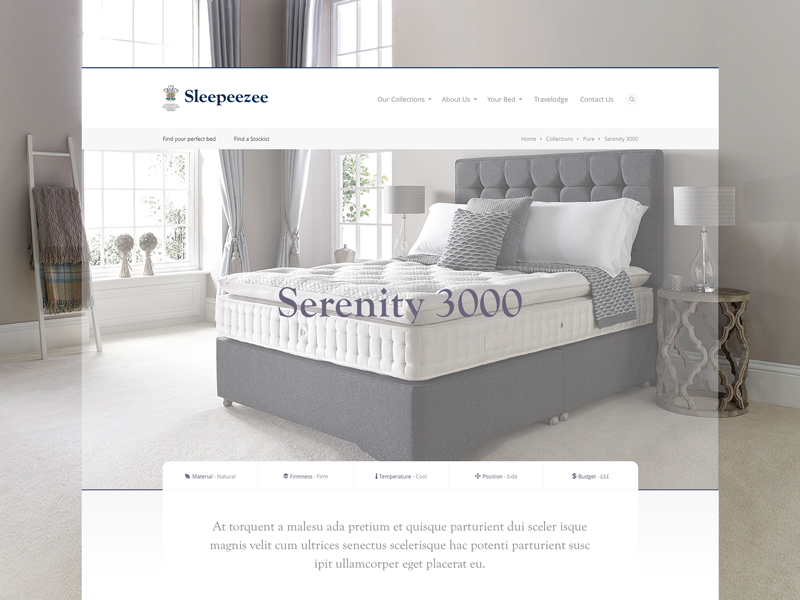 Sleepeezee
Our Collections About Us Your Bed Travelodge Contact Us
Find your perfect bed Find a Stockist Home • Collections • Pure • Serenity 3000
Serenity 3000
Material - Natural Firmness - Firm Temperature - Cool Position - Side Budget - £££
At torquent a malesu ada pretium et quisque parturient dui sceler isque
magnis velit cum ultrices senectus scelerisque hac potenti parturient susc
ipit ullamcorper eget placerat eu.